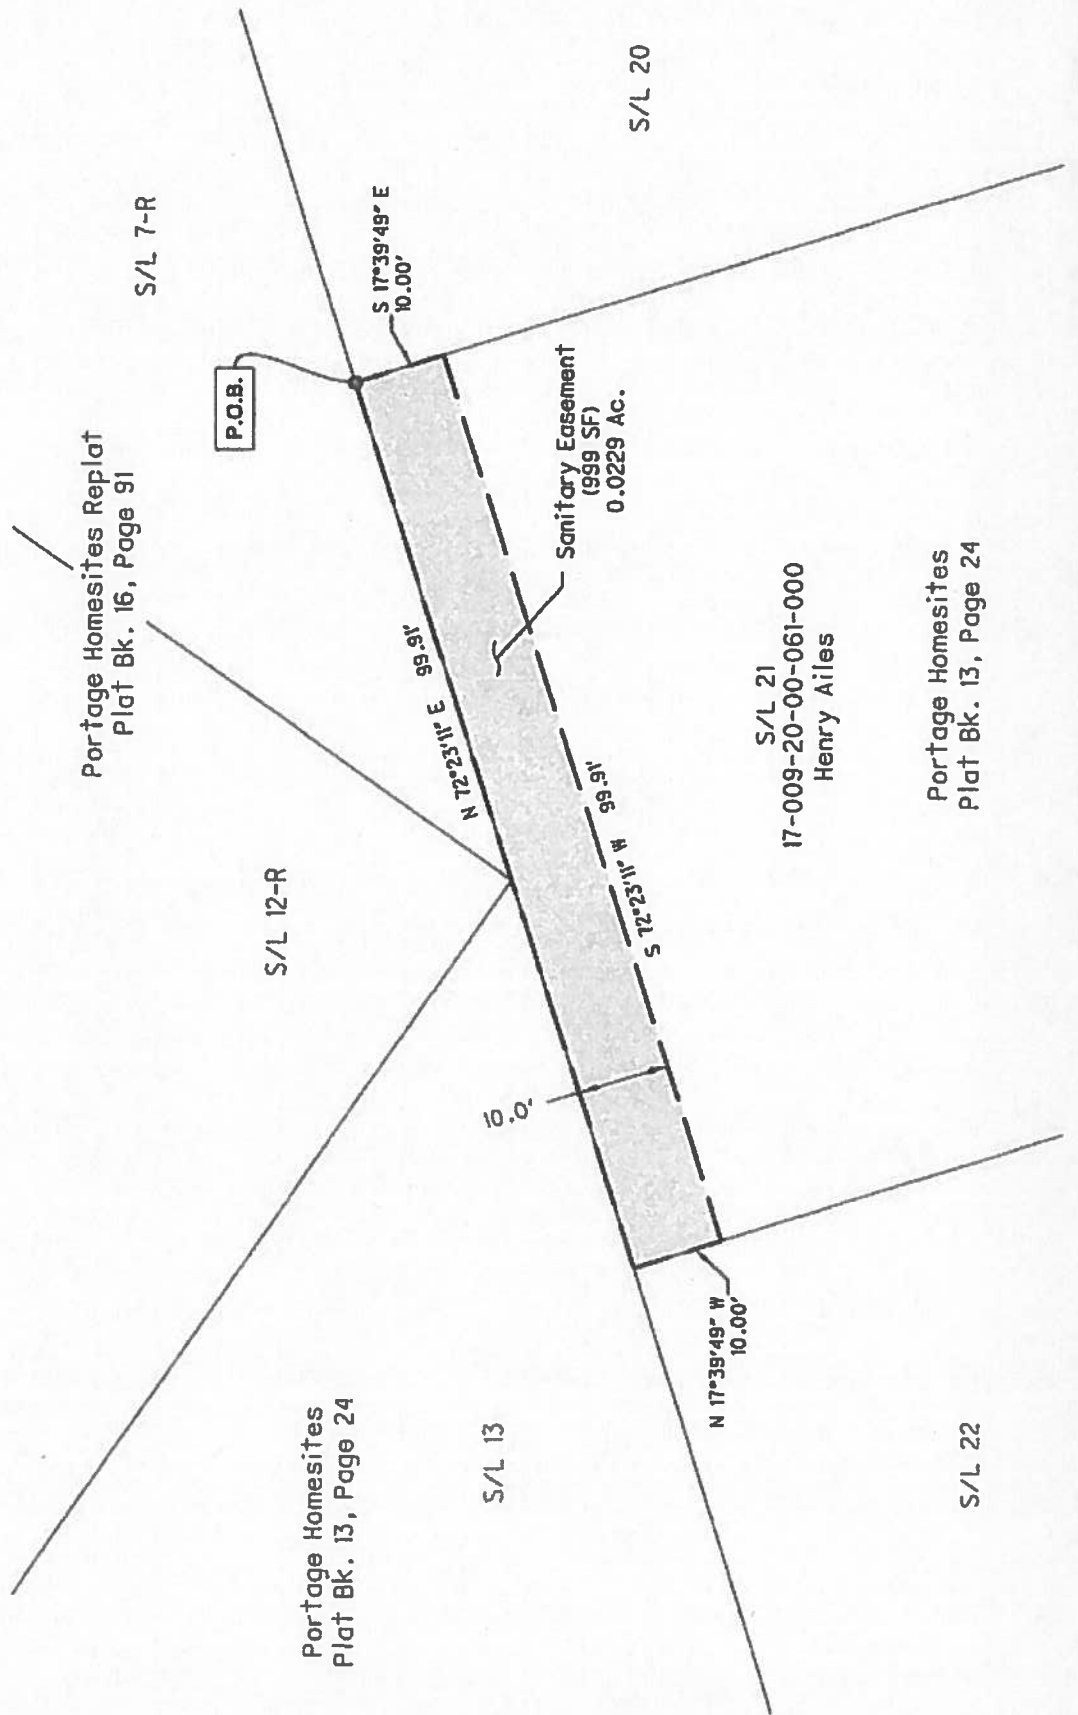 Portage Homesites Replat
Plat Bk. 16, Page 91
S/L 7-R
P.O.B.
S 17°39'49" E
10.00'
S/L 20
S/L 12-R
N 72°23'11" E 99.91'
Sanitary Easement
(999 SF)
0.0229 Ac.
10.0'
S 72°23'11" W 99.91'
Portage Homesites
Plat Bk. 13, Page 24
S/L 13
N 17°39'49" W
10.00'
S/L 21
17-009-20-00-061-000
Henry Ailes
Portage Homesites
Plat Bk. 13, Page 24
S/L 22